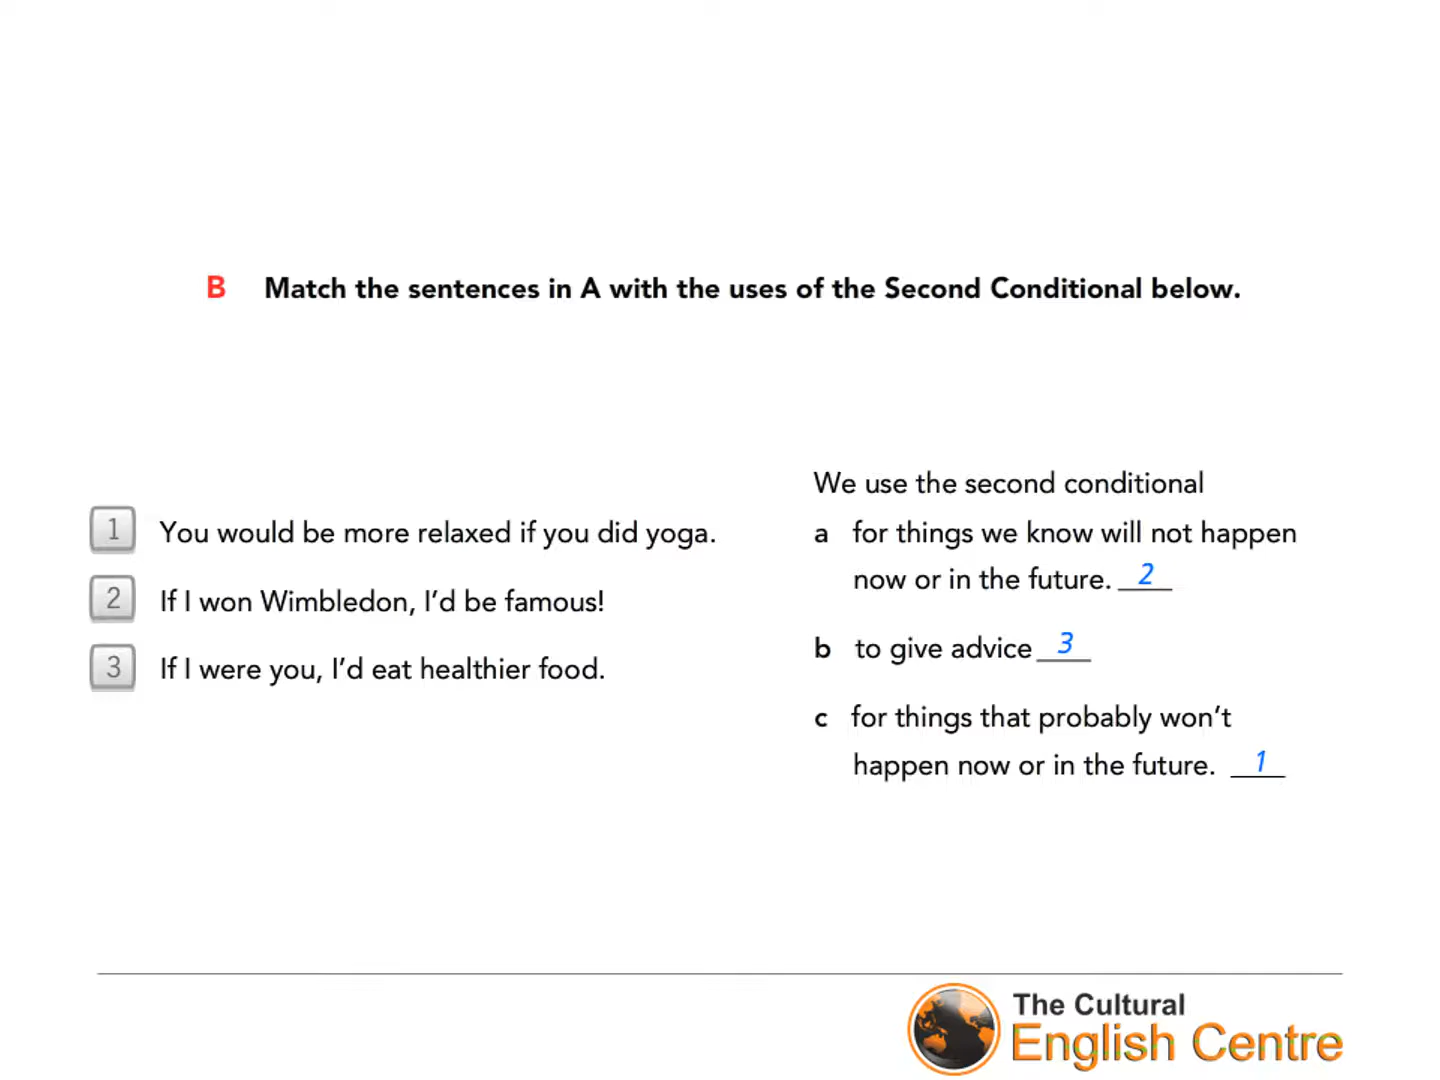 B Match the sentences in A with the uses of the Second Conditional below.
1 You would be more relaxed if you did yoga.
2 If I won Wimbledon, I’d be famous!
3 If I were you, I’d eat healthier food.
We use the second conditional
a for things we know will not happen
now or in the future. 2
b to give advice 3
c for things that probably won’t
happen now or in the future. 1
The Cultural
English Centre